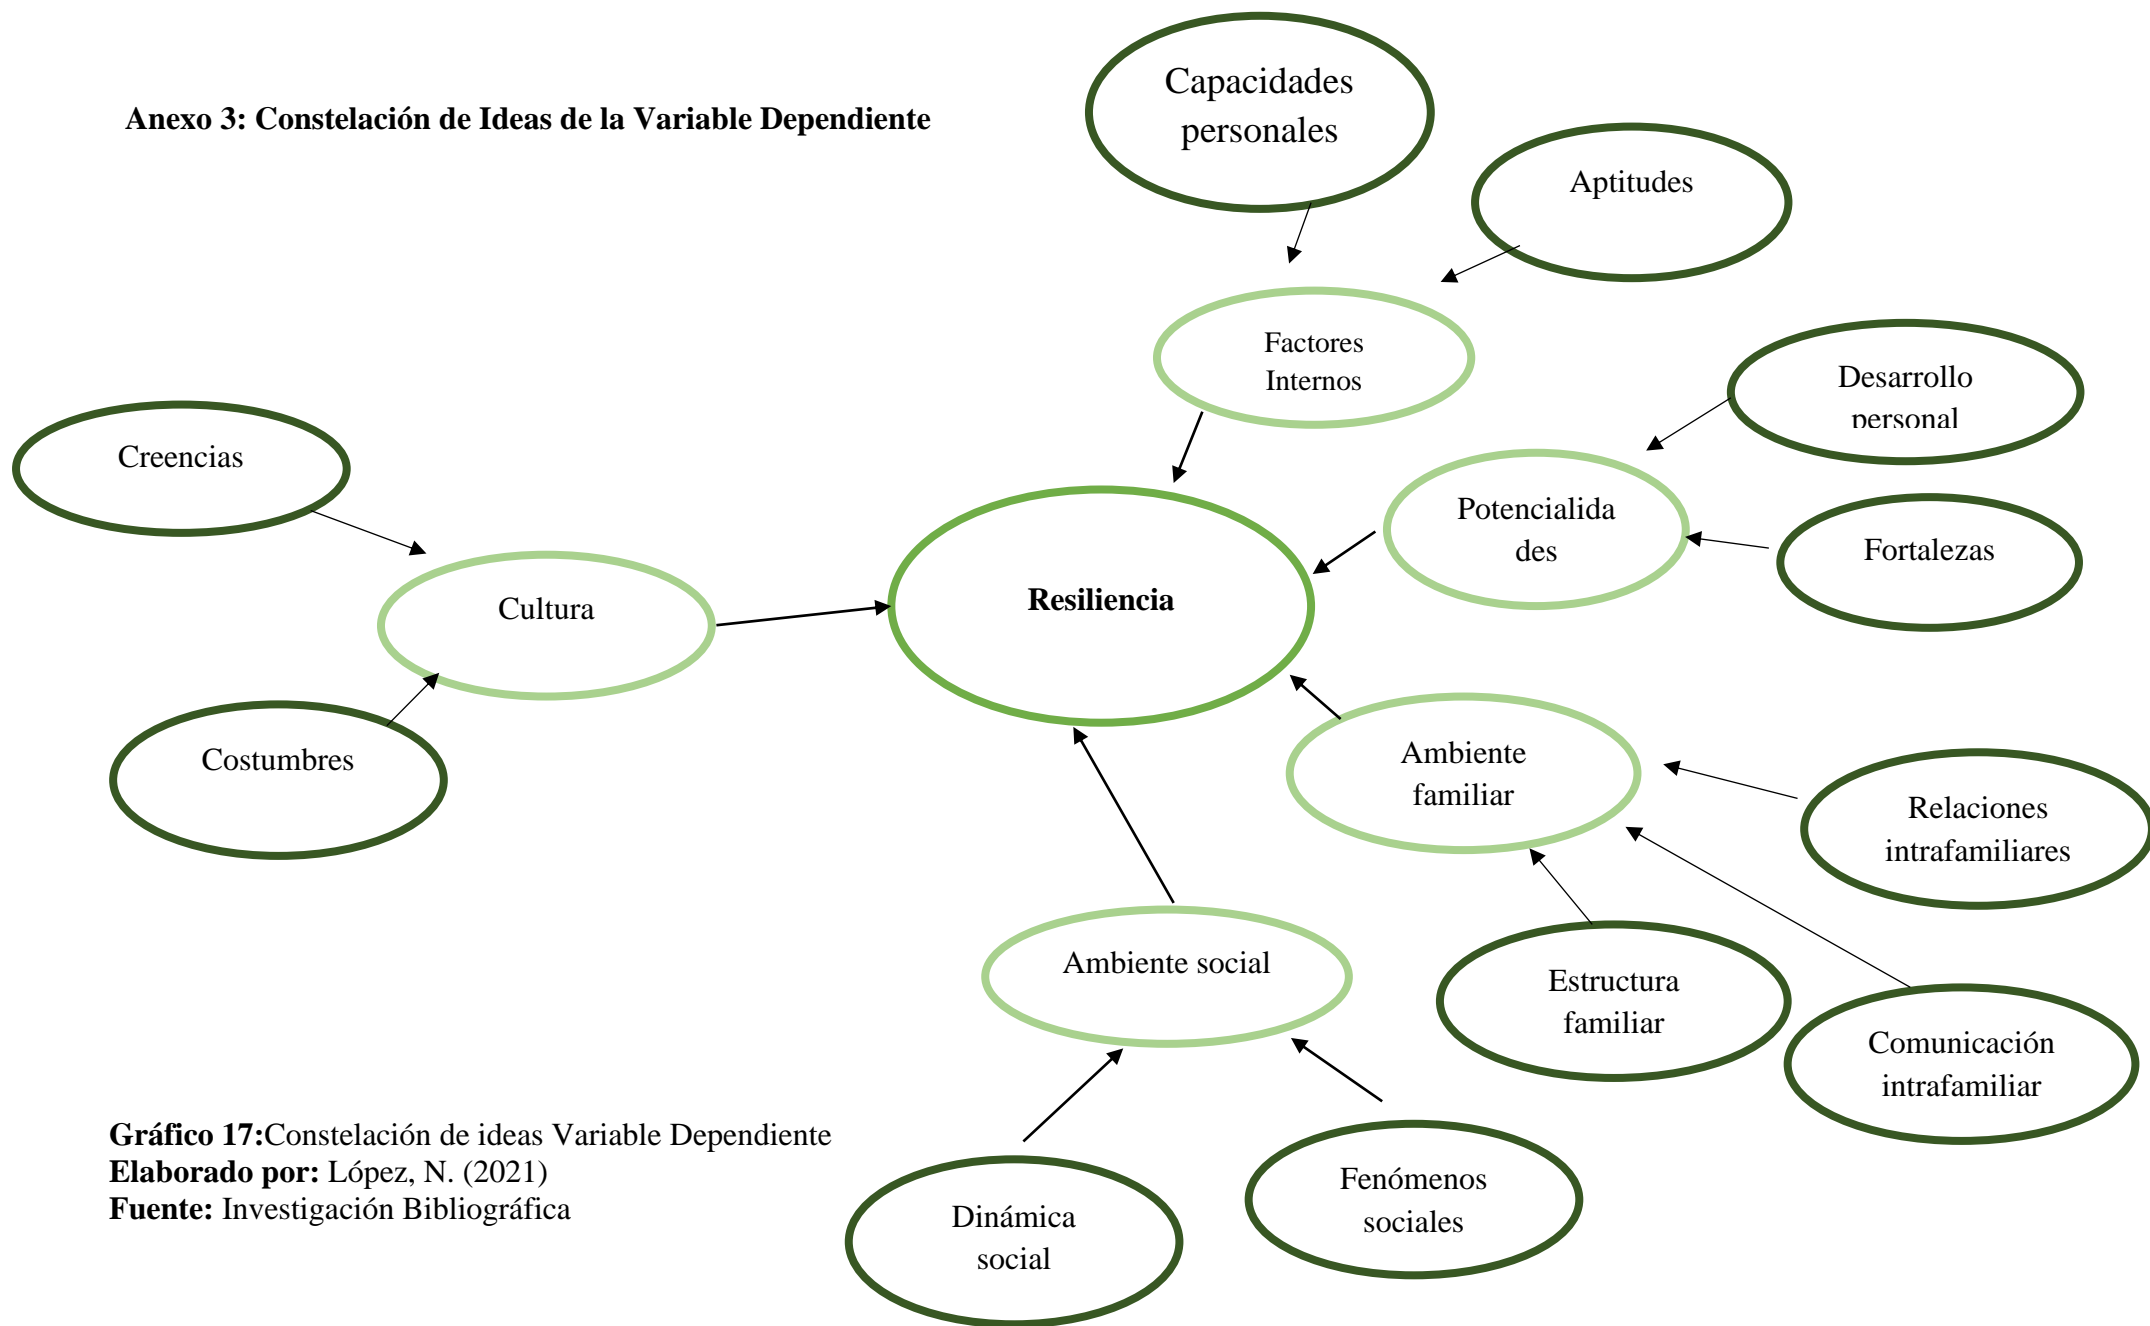 Anexo 3: Constelación de Ideas de la Variable Dependiente
Capacidades
personales
Aptitudes
Factores
Internos
Desarrollo
personal
Creencias
Potencialida
des
Fortalezas
Cultura
Resiliencia
Costumbres
Ambiente
familiar
Relaciones
intrafamiliares
Ambiente social
Estructura
familiar
Comunicación
intrafamiliar
Fenómenos
sociales
Dinámica
social
Gráfico 17:Constelación de ideas Variable Dependiente
Elaborado por: López, N. (2021)
Fuente: Investigación Bibliográfica